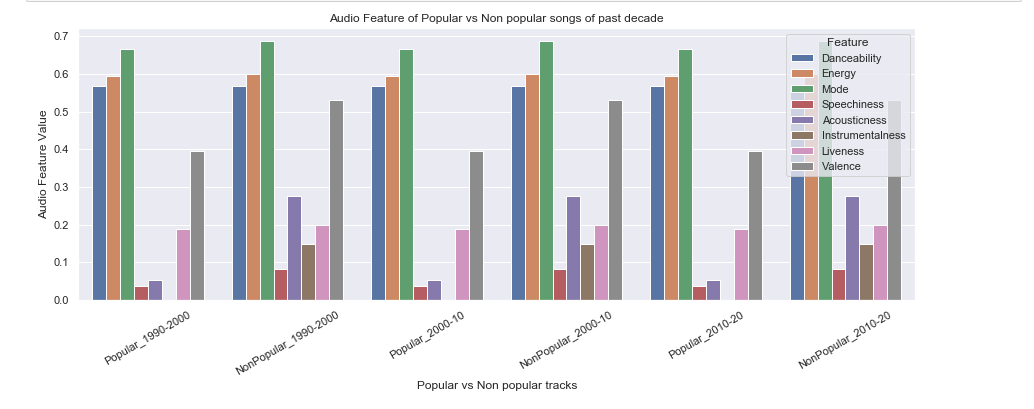 Audio Feature of Popular vs Non popular songs of past decade
Audio Feature Value
0.7
0.6
0.5
0.4
0.3
0.2
0.1
0.0
Feature
Danceability
Energy
Mode
Speechiness
Acousticness
Instrumentalness
Liveness
Valence
Popular_1990-2000
NonPopular_1990-2000
Popular_2000-10
NonPopular_2000-10
Popular_2010-20
NonPopular_2010-20
Popular vs Non popular tracks